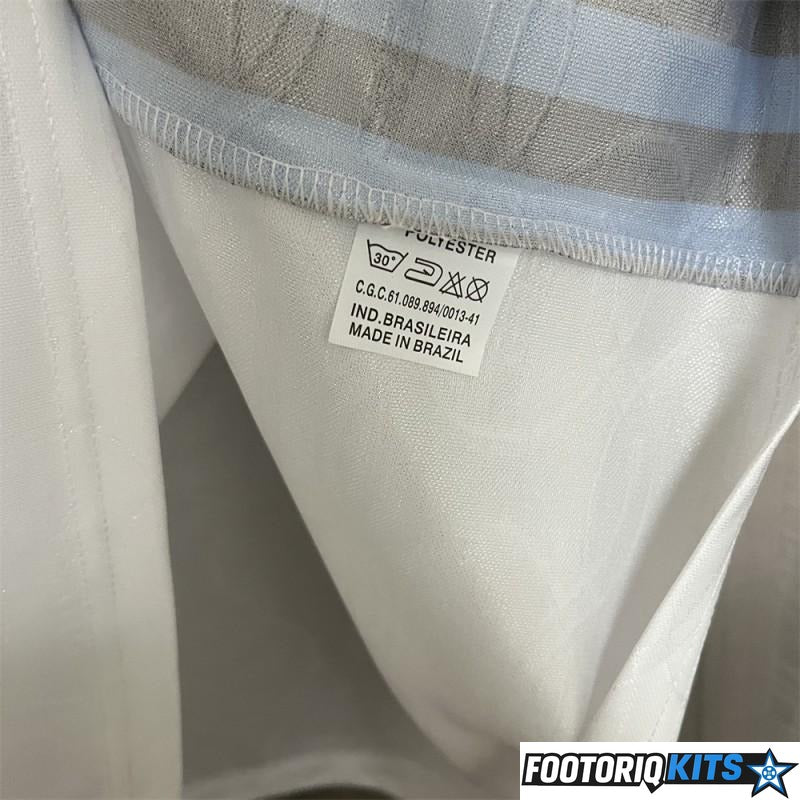 POLYESTER
30°
C.G.C.61.089.894/0013-41
IND.BRASILEIRA
MADE IN BRAZIL
FOOTORIQKITS